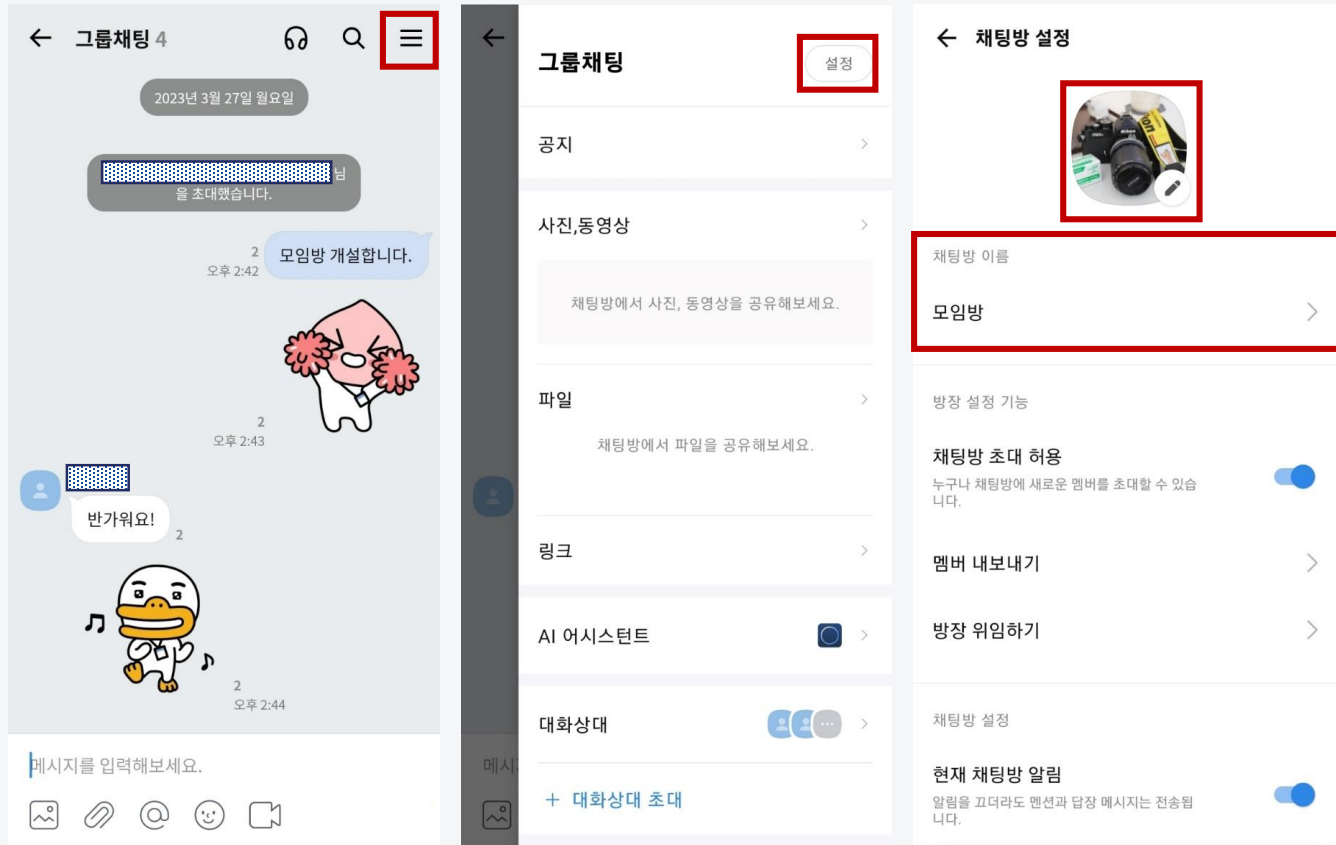 그룹채팅 4
2023년 3월 27일 월요일
님
을 초대했습니다.
2
오후 2:42
모임방 개설합니다.
2
오후 2:43
반가워요!
2
2
오후 2:44
메시지를 입력해보세요.
그룹채팅
설정
공지
사진,동영상
채팅방에서 사진, 동영상을 공유해보세요.
파일
채팅방에서 파일을 공유해보세요.
링크
AI 어시스턴트
대화상대
메시
+ 대화상대 초대
채팅방 설정
Nikon
채팅방 이름
모임방
방장 설정 기능
채팅방 초대 허용
누구나 채팅방에 새로운 멤버를 초대할 수 있습
니다.
멤버 내보내기
방장 위임하기
채팅방 설정
현재 채팅방 알림
알림을 끄더라도 멘션과 답장 메시지는 전송됩
니다.